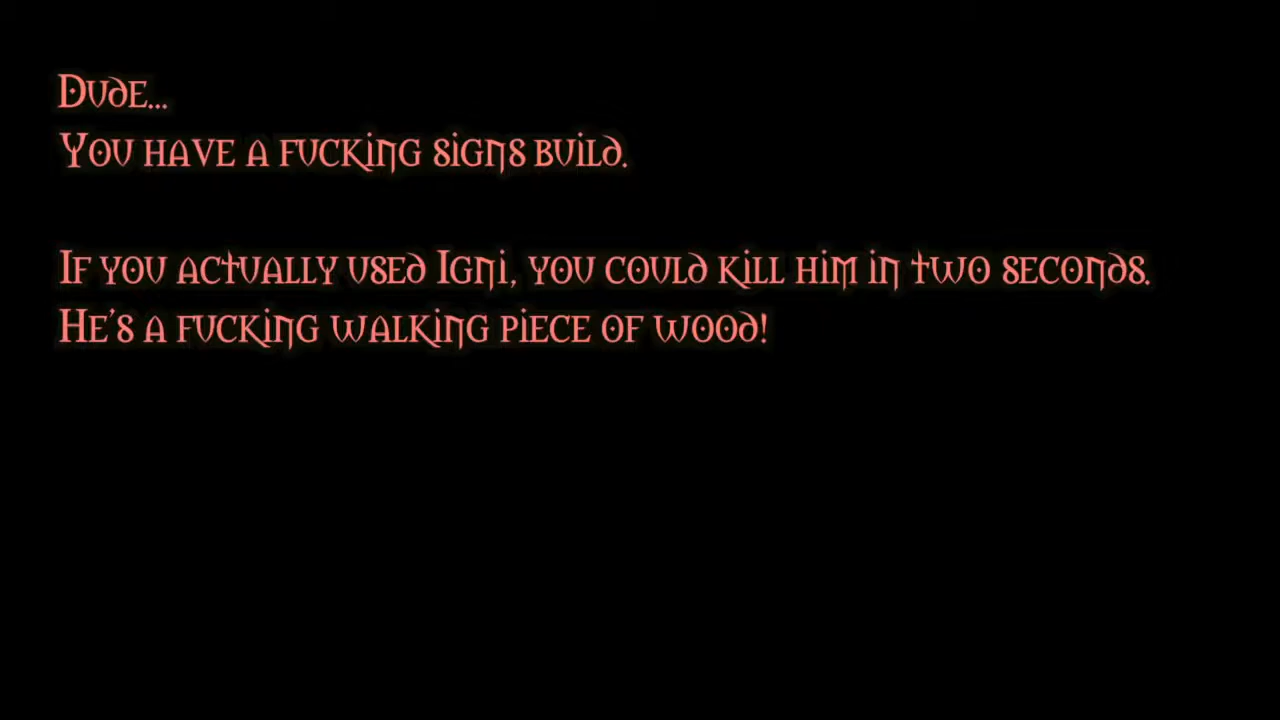 Dude...
You have a fucking signs build.
If you actually used Igni, you could kill him in two seconds.
He's a fucking walking piece of wood!